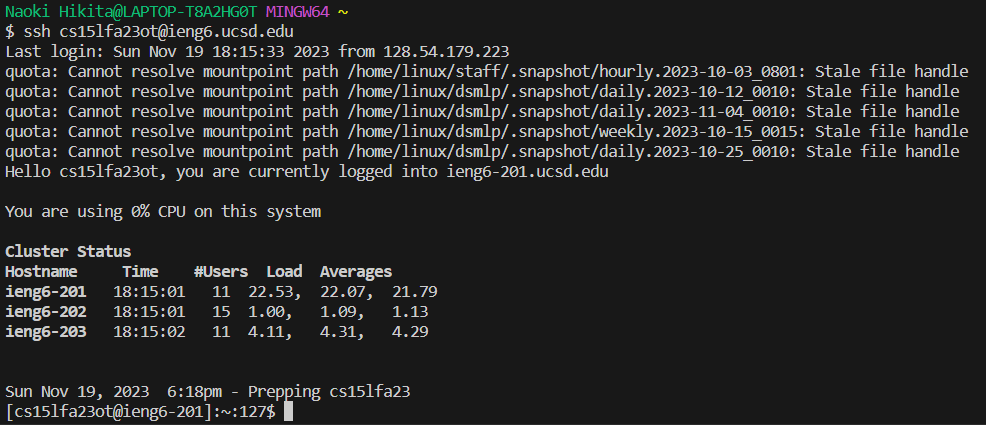 Naoki Hikita@LAPTOP-T8A2HG0T MINGW64 ~
$ ssh cs15lfa23ot@ieng6.ucsd.edu
Last login: Sun Nov 19 18:15:33 2023 from 128.54.179.223
quota: Cannot resolve mountpoint path /home/linux/staff/.snapshot/hourly.2023-10-03_0801: Stale file handle
quota: Cannot resolve mountpoint path /home/linux/dsmlp/.snapshot/daily.2023-10-12_0010: Stale file handle
quota: Cannot resolve mountpoint path /home/linux/dsmlp/.snapshot/daily.2023-11-04_0010: Stale file handle
quota: Cannot resolve mountpoint path /home/linux/dsmlp/.snapshot/weekly.2023-10-15_0015: Stale file handle
quota: Cannot resolve mountpoint path /home/linux/dsmlp/.snapshot/daily.2023-10-25_0010: Stale file handle
Hello cs15lfa23ot, you are currently logged into ieng6-201.ucsd.edu

You are using 0% CPU on this system

Cluster Status
Hostname     Time    #Users  Load  Averages
ieng6-201   18:15:01   11  22.53,  22.07,  21.79
ieng6-202   18:15:01   15  1.00,   1.09,   1.13
ieng6-203   18:15:02   11  4.11,   4.31,   4.29


Sun Nov 19, 2023  6:18pm - Prepping cs15lfa23
[cs15lfa23ot@ieng6-201]:~:127$